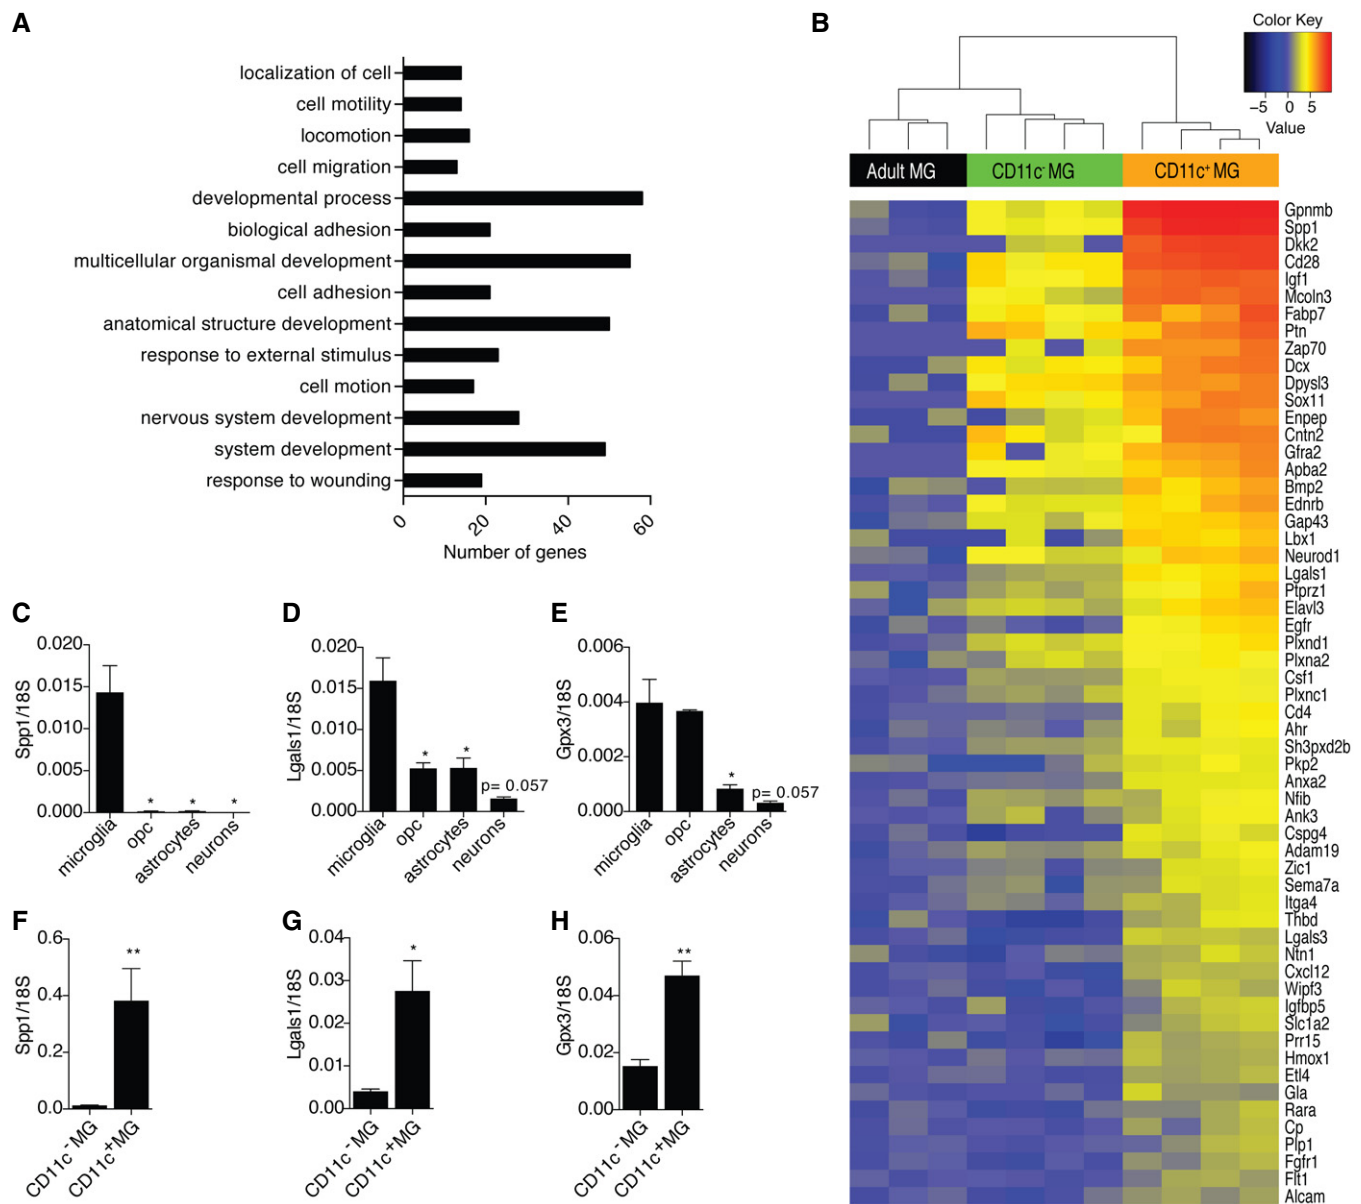 A
localization of cell
cell motility
locomotion
cell migration
developmental process
biological adhesion
multicellular organismal development
cell adhesion
anatomical structure development
response to external stimulus
cell motion
nervous system development
system development
response to wounding
0 20 40 60
Number of genes
B
Color Key
−5 0 5
Value
Adult MG CD11c⁻ MG CD11c⁺ MG
Gpnmb
Spp1
Dkk2
Cd28
Igf1
Mcoln3
Fabp7
Ptn
Zap70
Dcx
Dpysl3
Sox11
Enpep
Cntn2
Gfra2
Apba2
Bmp2
Ednrb
Gap43
Lbx1
Neurod1
Lgals1
Ptprz1
Elavl3
Egfr
Plxnd1
Plxna2
Csf1
Plxnc1
Cd4
Ahr
Sh3pxd2b
Pkp2
Anxa2
Nfib
Ank3
Cspg4
Adam19
Zic1
Sema7a
Itga4
Thbd
Lgals3
Ntn1
Cxcl12
Wipf3
Igfbp5
Slc1a2
Prr15
Hmox1
Etl4
Gla
Rara
Cp
Plp1
Fgfr1
Flt1
Alcam
C
Spp1/18S
0.020
0.015
0.010
0.005
0.000
* * *
microglia opc astrocytes neurons
D
Lgals1/18S
0.020
0.015
0.010
0.005
0.000
* * p= 0.057
microglia opc astrocytes neurons
E
Gpx3/18S
0.006
0.004
0.002
0.000
* p= 0.057
microglia opc astrocytes neurons
F
Spp1/18S
0.6
0.4
0.2
0.0
**
CD11c⁻MG CD11c⁺MG
G
Lgals1/18S
0.04
0.03
0.02
0.01
0.00
*
CD11c⁻MG CD11c⁺MG
H
Gpx3/18S
0.06
0.04
0.02
0.00
**
CD11c⁻MG CD11c⁺MG